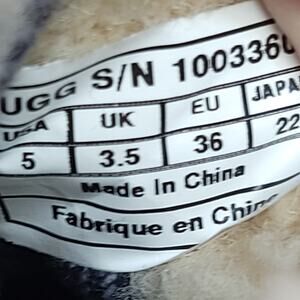 UGG S/N 100336
USA UK EU JAPA
5 3.5 36 22
Made In China
Fabrique en Chin